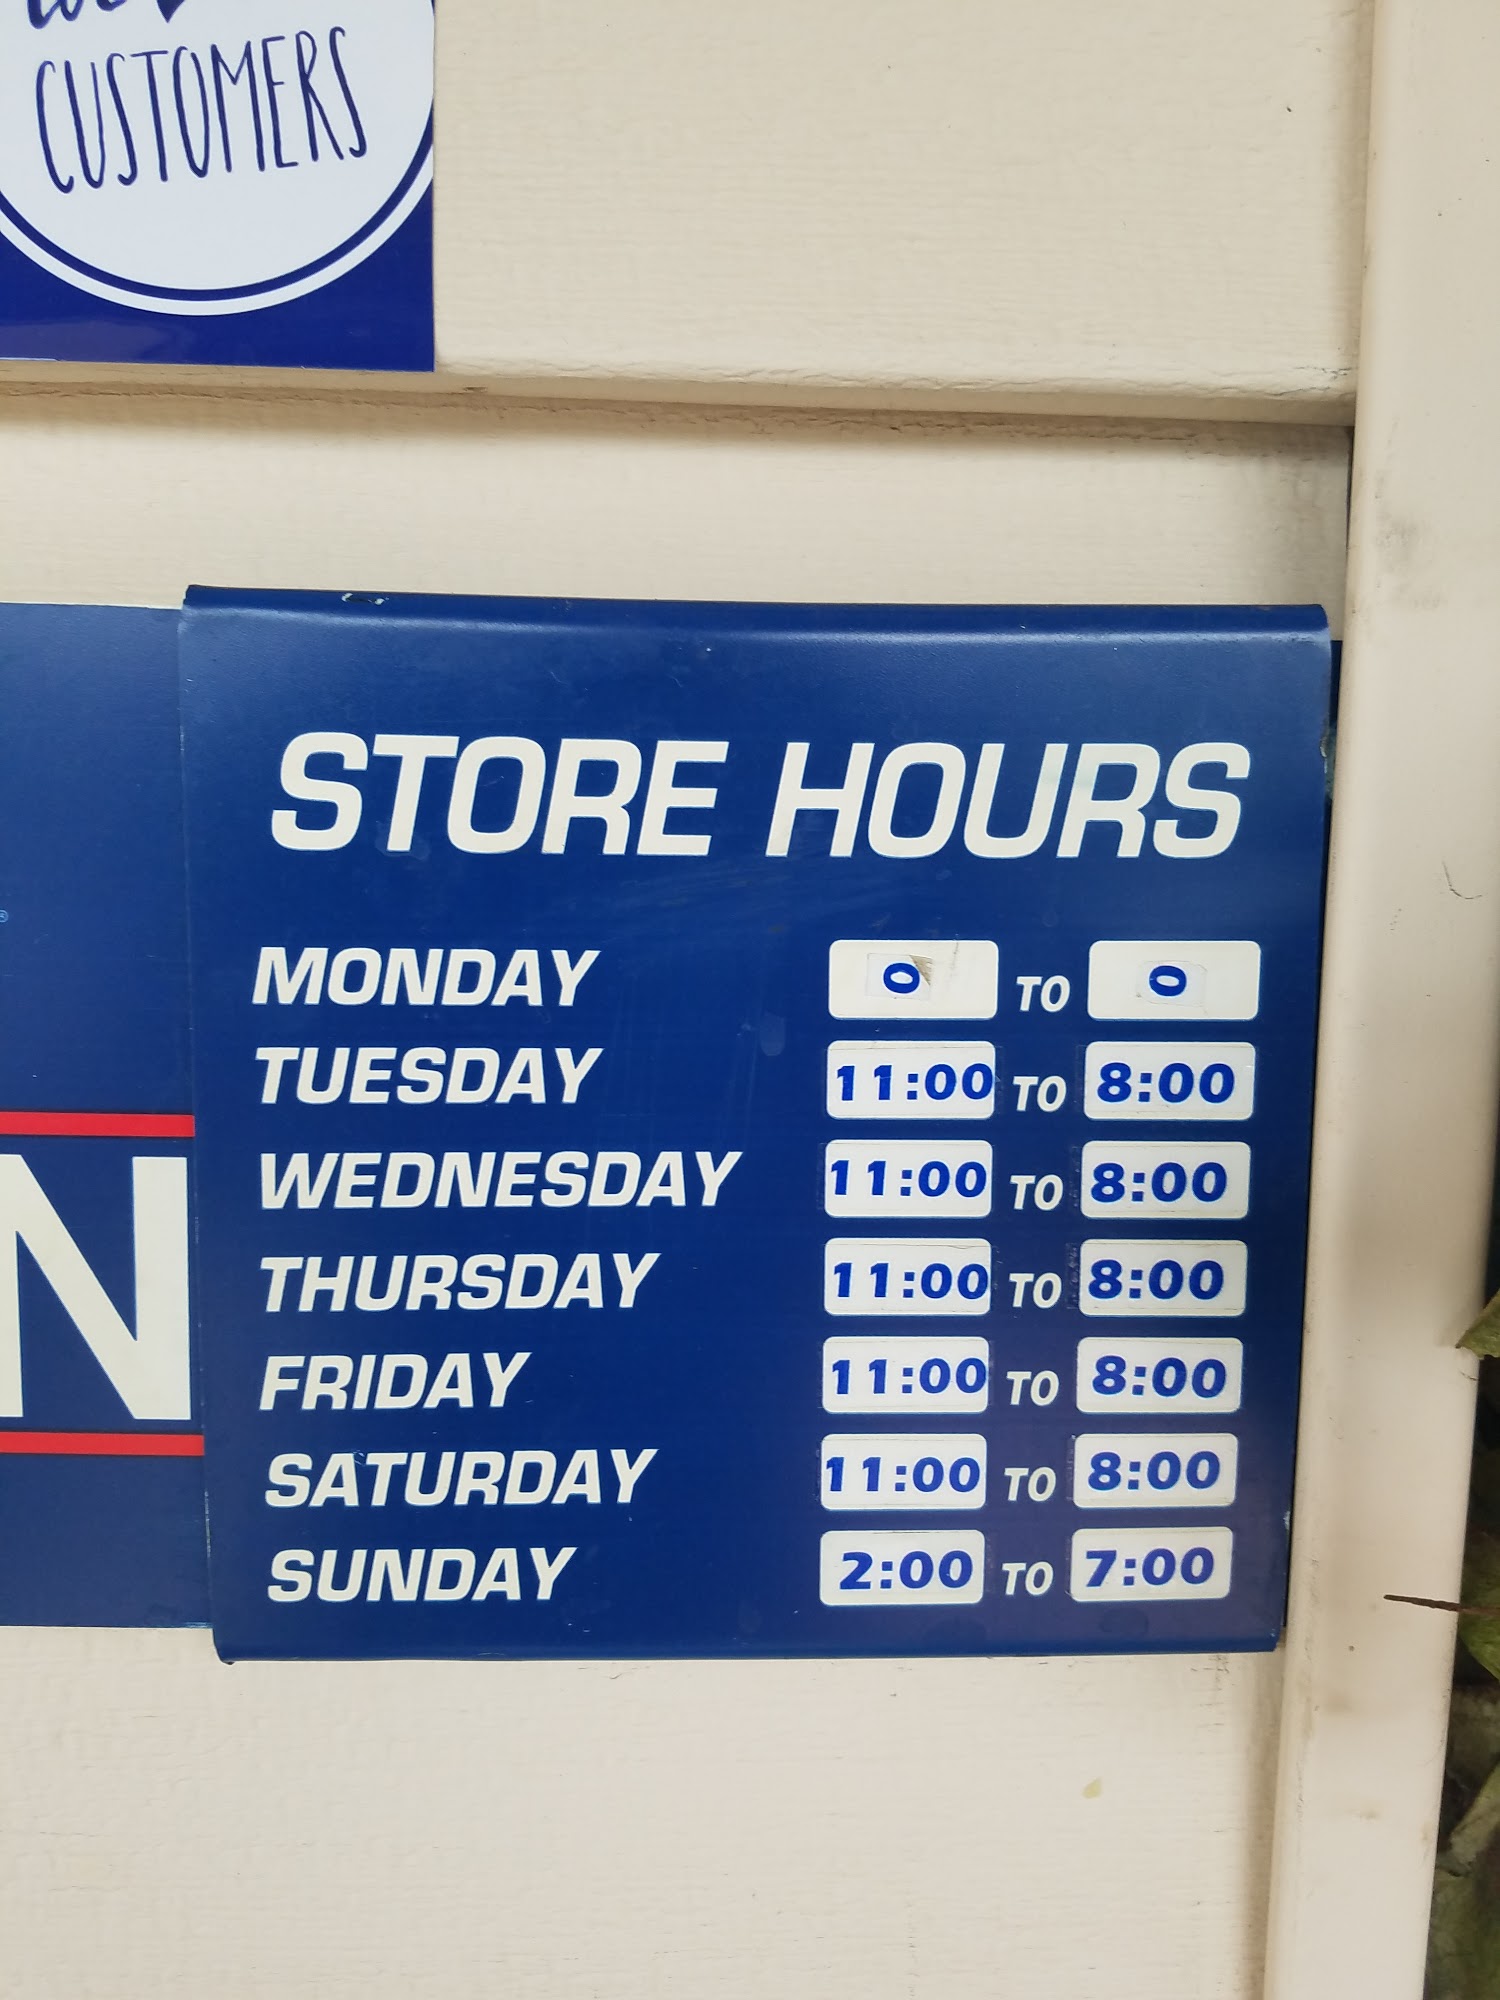 CUSTOMERS
STORE HOURS
MONDAY 0 TO 0
TUESDAY 11:00 TO 8:00
WEDNESDAY 11:00 TO 8:00
THURSDAY 11:00 TO 8:00
FRIDAY 11:00 TO 8:00
SATURDAY 11:00 TO 8:00
SUNDAY 2:00 TO 7:00
N